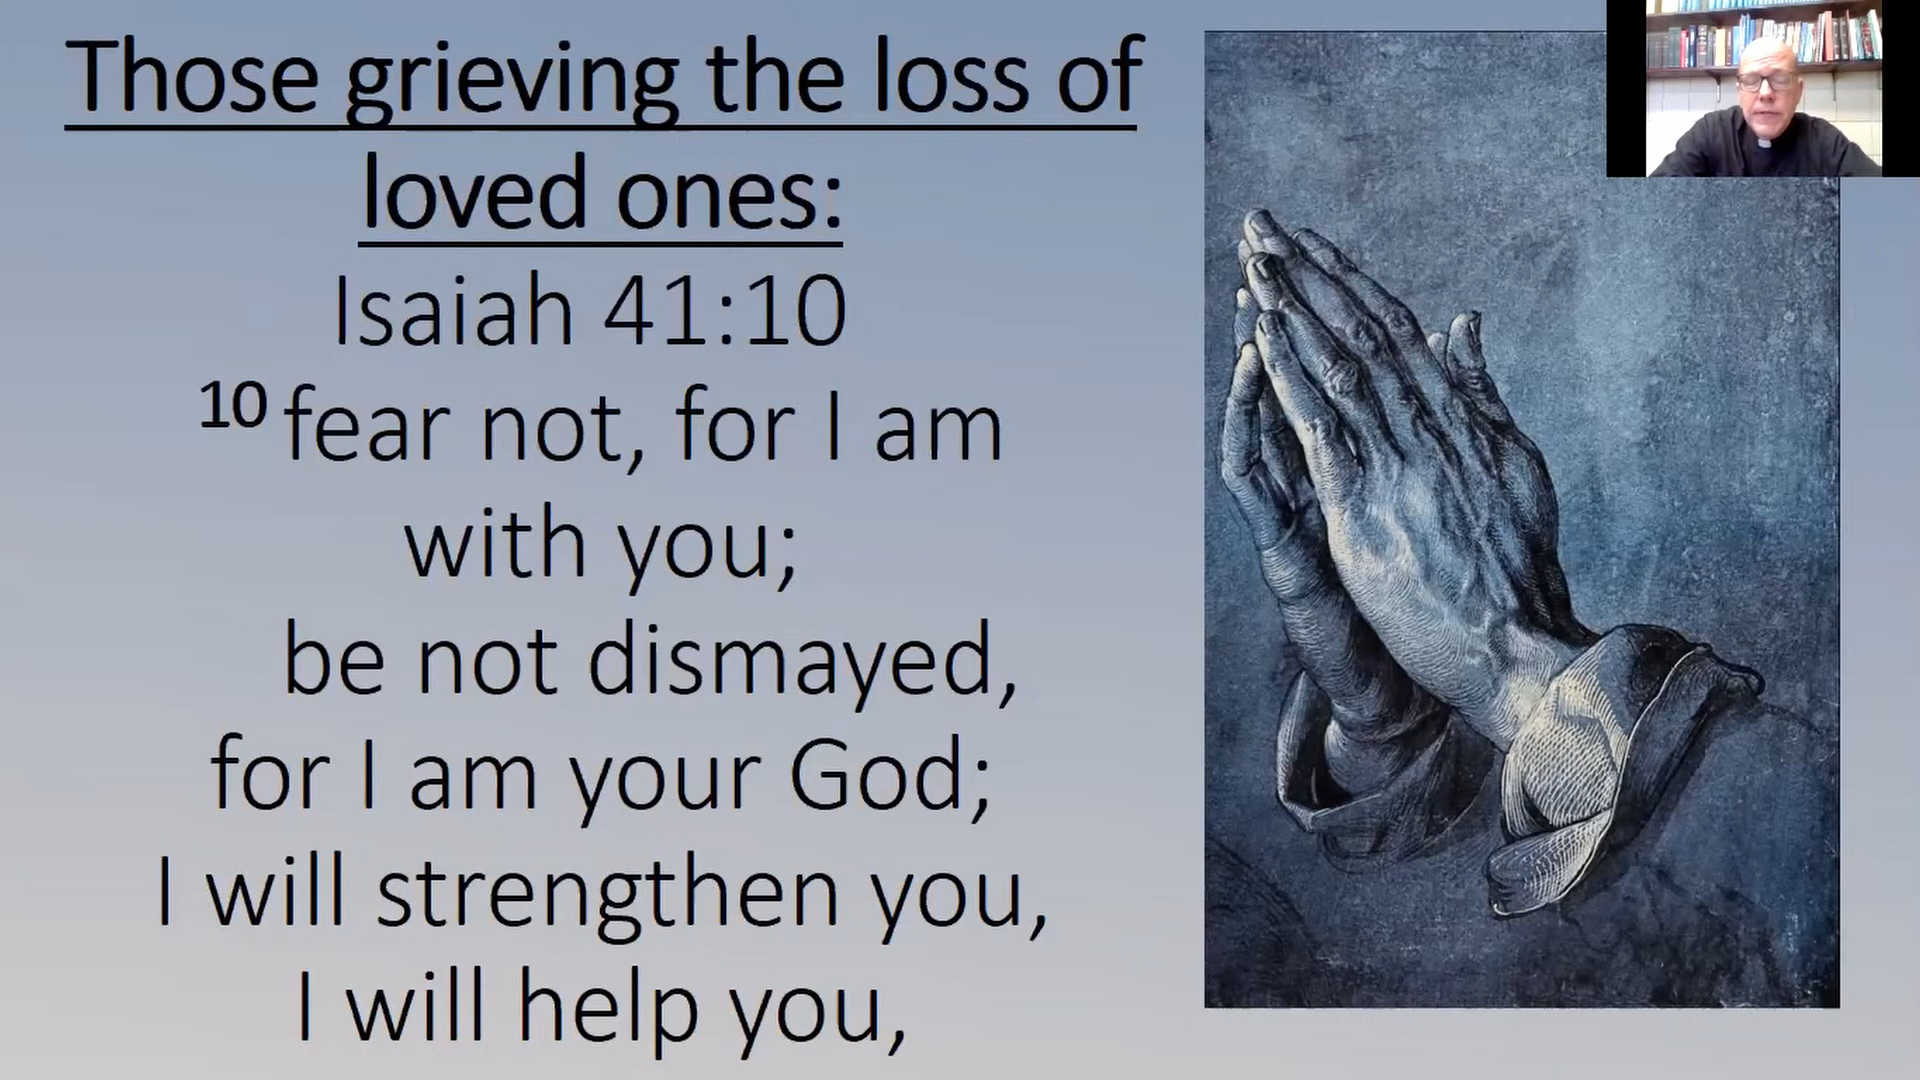 Those grieving the loss of
loved ones:
Isaiah 41:10
10 fear not, for I am
with you;
be not dismayed,
for I am your God;
I will strengthen you,
I will help you,